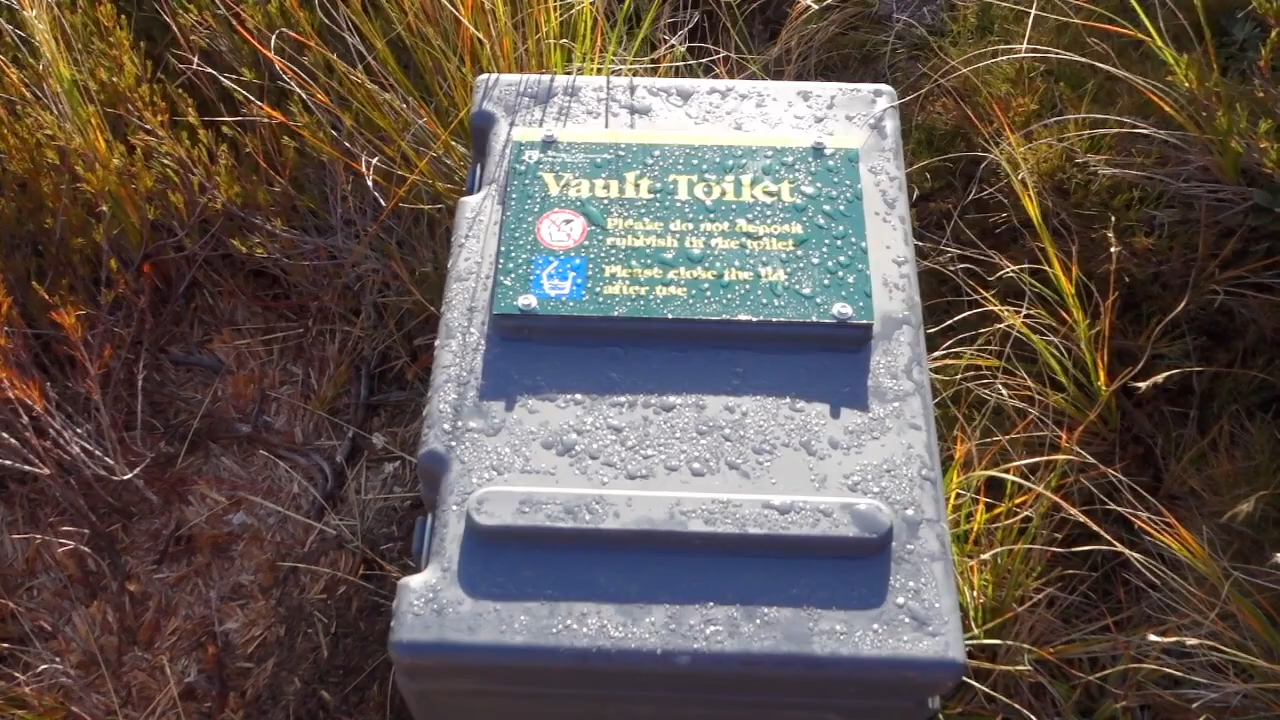 Vault Toilet
Please do not deposit
rubbish in the toilet
Please close the lid
after use